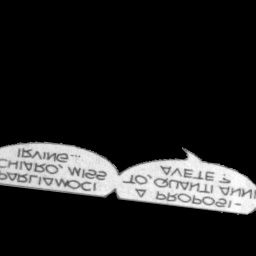 PARLIAMOCI
CHIARO, MISS
IRVING...
A PROPOSI-
TO, QUANTI ANNI
AVETE ?